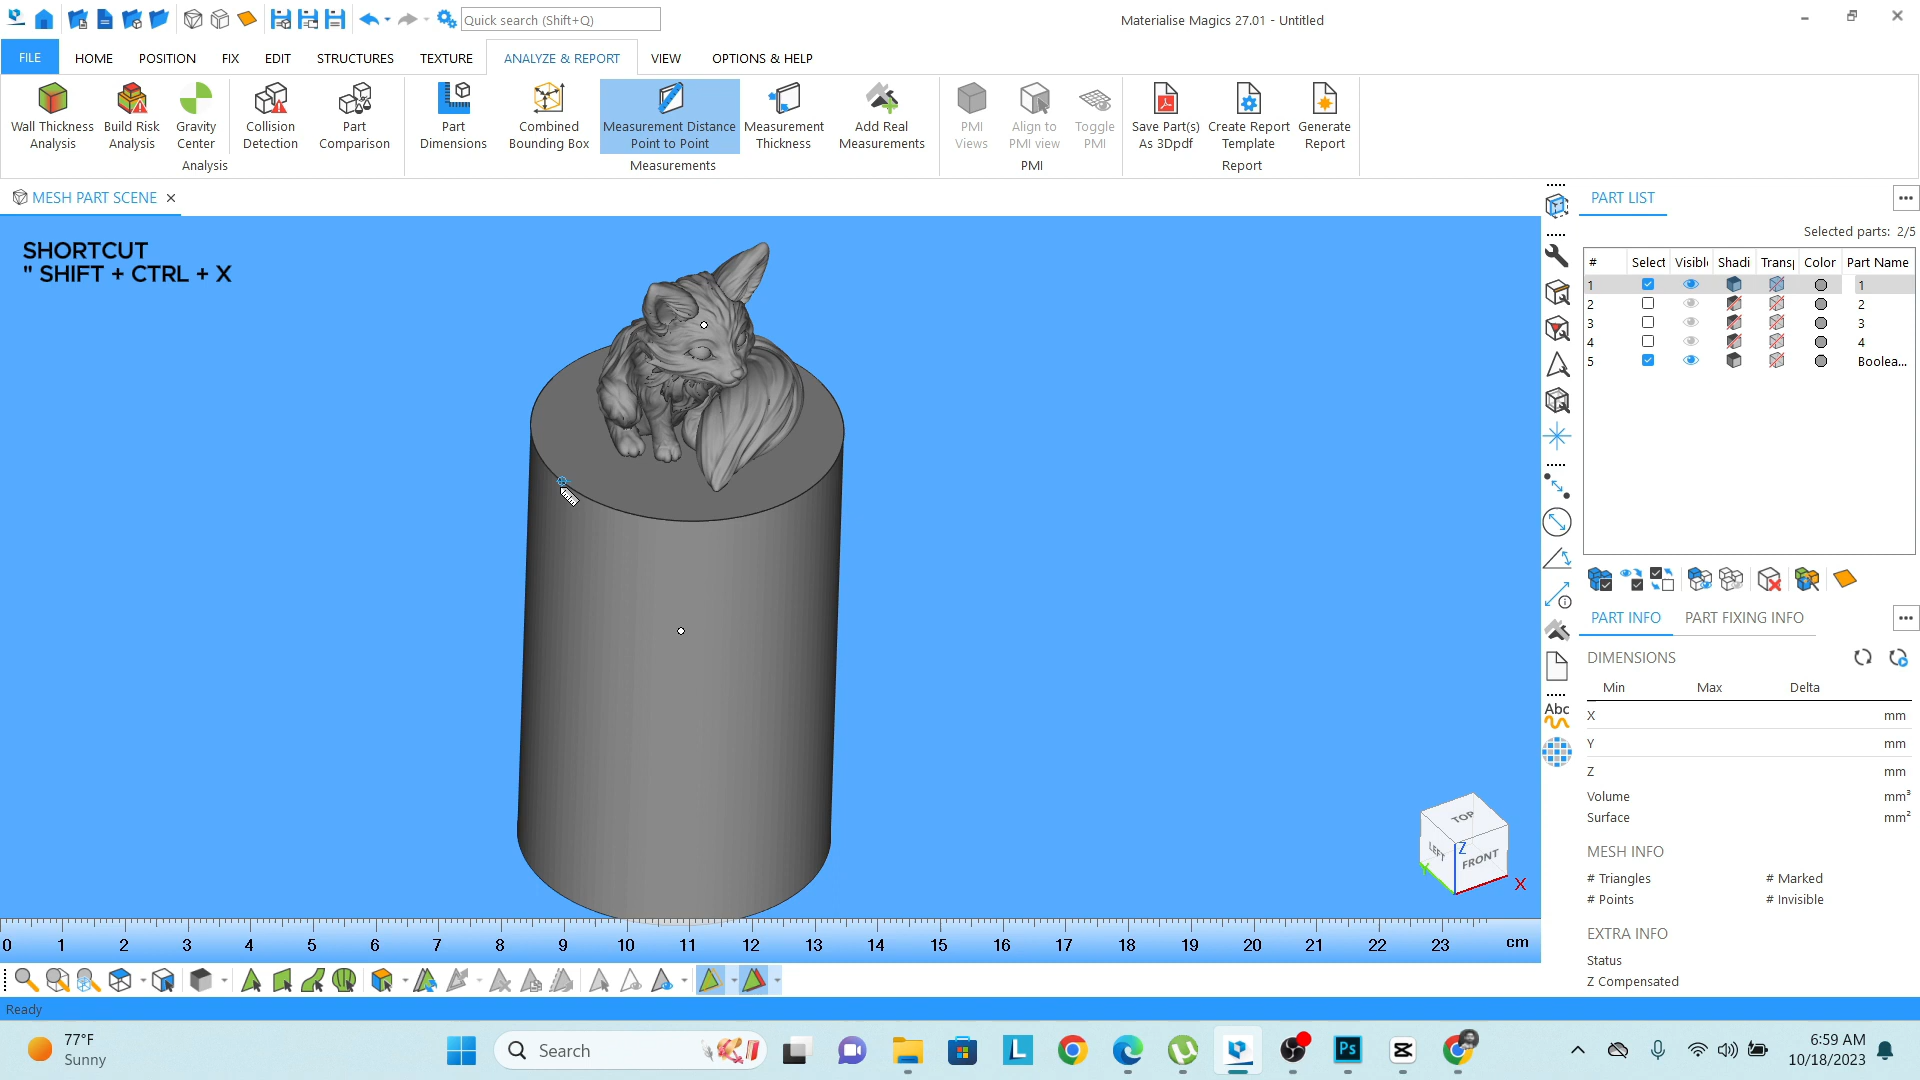 Quick search (Shift+Q)
Materialise Magics 27.01 - Untitled
FILE
HOME
POSITION
FIX
EDIT
STRUCTURES
TEXTURE
ANALYZE & REPORT
VIEW
OPTIONS & HELP
Wall Thickness
Analysis
Build Risk
Analysis
Gravity
Center
Collision
Detection
Part
Comparison
Part
Dimensions
Combined
Bounding Box
Measurement Distance
Point to Point
Measurement
Thickness
Add Real
Measurements
PMI
Views
Align to
PMI view
Toggle
PMI
Save Part(s)
As 3Dpdf
Create Report
Template
Generate
Report
Analysis
Measurements
PMI
Report
MESH PART SCENE
SHORTCUT
" SHIFT + CTRL + X
TOP
LEFT
FRONT
Z
X
Y
0 1 2 3 4 5 6 7 8 9 10 11 12 13 14 15 16 17 18 19 20 21 22 23 cm
Abc
PART LIST
Selected parts: 2/5
# Select Visibl Shadi Transp Color Part Name
1 1
2 2
3 3
4 4
5 Boolea...
PART INFO
PART FIXING INFO
DIMENSIONS
Min Max Delta
X mm
Y mm
Z mm
Volume mm³
Surface mm²
MESH INFO
# Triangles # Marked
# Points # Invisible
EXTRA INFO
Status
Z Compensated
Ready
77°F
Sunny
Search
L
Ps
6:59 AM
10/18/2023